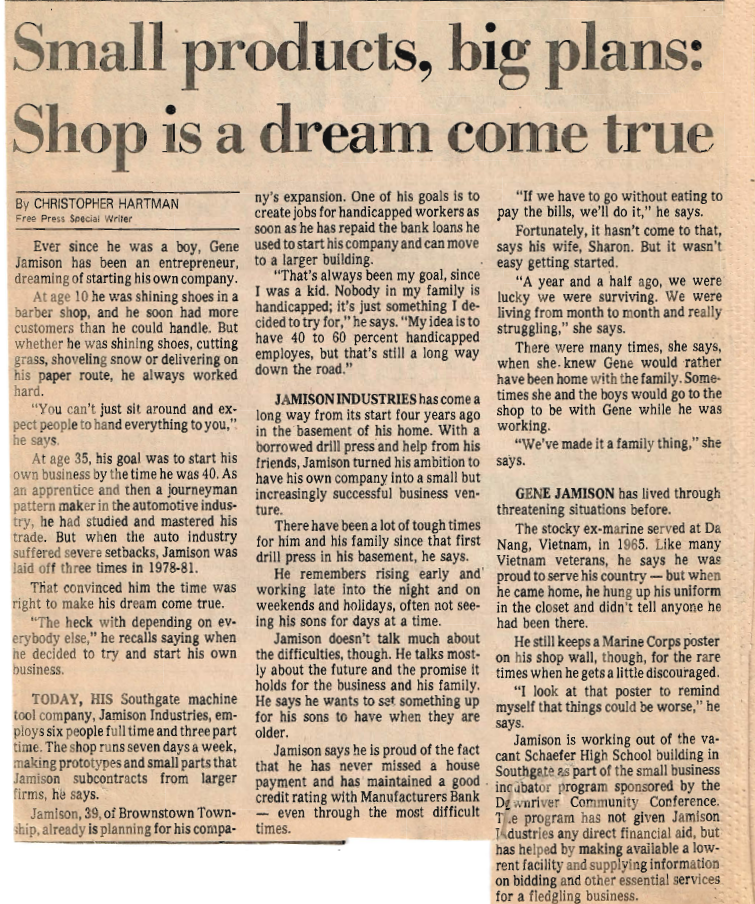 Small products, big plans:
Shop is a dream come true
By CHRISTOPHER HARTMAN
Free Press Special Writer
Ever since he was a boy, Gene
Jamison has been an entrepreneur,
dreaming of starting his own company.
At age 10 he was shining shoes in a
barber shop, and he soon had more
customers than he could handle. But
whether he was shining shoes, cutting
grass, shoveling snow or delivering on
his paper route, he always worked
hard.
"You can't just sit around and ex-
pect people to hand everything to you,"
he says.
At age 35, his goal was to start his
own business by the time he was 40. As
an apprentice and then a journeyman
pattern maker in the automotive indus-
try, he had studied and mastered his
trade. But when the auto industry
suffered severe setbacks, Jamison was
laid off three times in 1978-81.
That convinced him the time was
right to make his dream come true.
"The heck with depending on ev-
erybody else," he recalls saying when
he decided to try and start his own
business.
TODAY, HIS Southgate machine
tool company, Jamison Industries, em-
ploys six people full time and three part
time. The shop runs seven days a week,
making prototypes and small parts that
Jamison subcontracts from larger
firms, he says.
Jamison, 39, of Brownstown Town-
ship, already is planning for his compa-
ny's expansion. One of his goals is to
create jobs for handicapped workers as
soon as he has repaid the bank loans he
used to start his company and can move
to a larger building.
"That's always been my goal, since
I was a kid. Nobody in my family is
handicapped; it's just something I de-
cided to try for," he says. "My idea is to
have 40 to 60 percent handicapped
employes, but that's still a long way
down the road."
JAMISON INDUSTRIES has come a
long way from its start four years ago
in the basement of his home. With a
borrowed drill press and help from his
friends, Jamison turned his ambition to
have his own company into a small but
increasingly successful business ven-
ture.
There have been a lot of tough times
for him and his family since that first
drill press in his basement, he says.
He remembers rising early and
working late into the night and on
weekends and holidays, often not see-
ing his sons for days at a time.
Jamison doesn't talk much about
the difficulties, though. He talks most-
ly about the future and the promise it
holds for the business and his family.
He says he wants to set something up
for his sons to have when they are
older.
Jamison says he is proud of the fact
that he has never missed a house
payment and has maintained a good
credit rating with Manufacturers Bank
— even through the most difficult
times.
"If we have to go without eating to
pay the bills, we'll do it," he says.
Fortunately, it hasn't come to that,
says his wife, Sharon. But it wasn't
easy getting started.
"A year and a half ago, we were
lucky we were surviving. We were
living from month to month and really
struggling," she says.
There were many times, she says,
when she knew Gene would rather
have been home with the family. Some-
times she and the boys would go to the
shop to be with Gene while he was
working.
"We've made it a family thing," she
says.
GENE JAMISON has lived through
threatening situations before.
The stocky ex-marine served at Da
Nang, Vietnam, in 1965. Like many
Vietnam veterans, he says he was
proud to serve his country — but when
he came home, he hung up his uniform
in the closet and didn't tell anyone he
had been there.
He still keeps a Marine Corps poster
on his shop wall, though, for the rare
times when he gets a little discouraged.
"I look at that poster to remind
myself that things could be worse," he
says.
Jamison is working out of the va-
cant Schaefer High School building in
Southgate as part of the small business
incubator program sponsored by the
Downriver Community Conference.
The program has not given Jamison
Industries any direct financial aid, but
has helped by making available a low-
rent facility and supplying information
on bidding and other essential services
for a fledgling business.